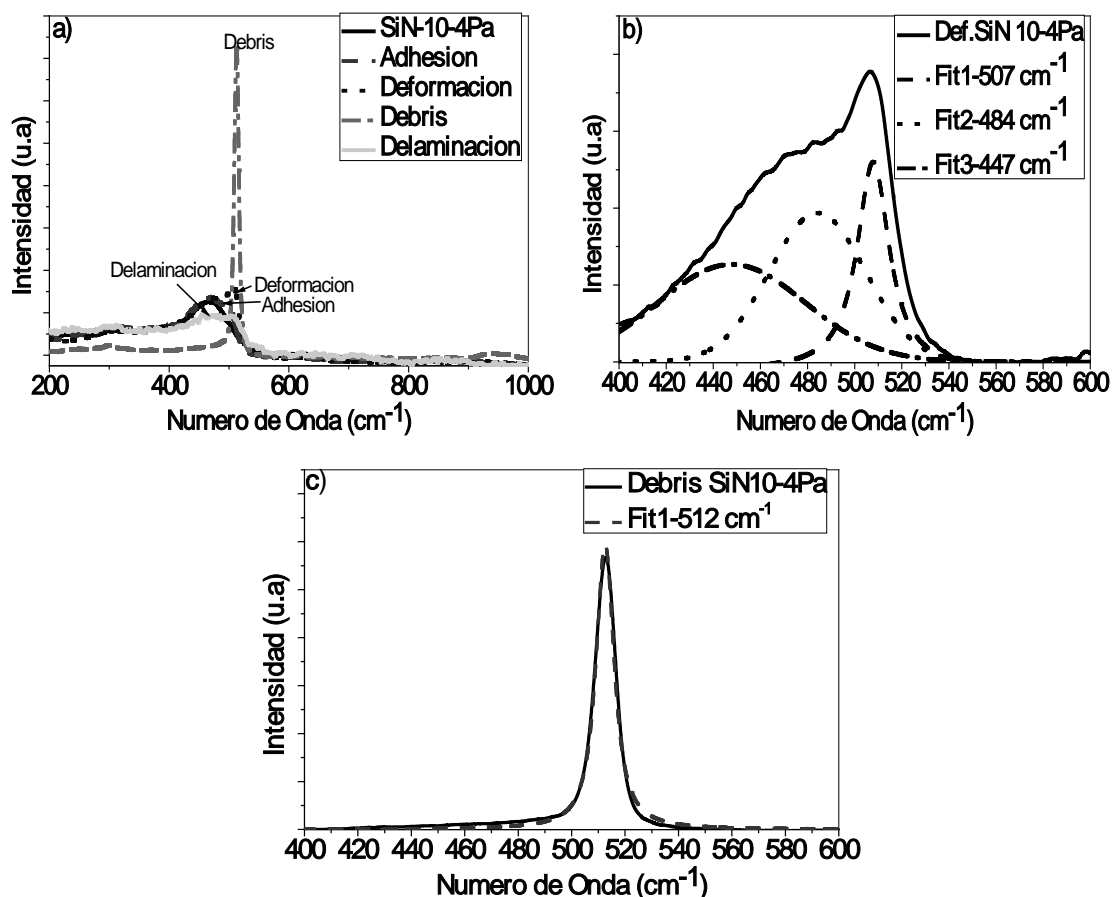 a)
Debris
SiN-10-4Pa
Adhesion
Deformacion
Debris
Delaminacion
Delaminacion
Deformacion
Adhesion
Intensidad (u.a)
200 400 600 800 1000
Numero de Onda (cm⁻¹)
b)
Def.SiN 10-4Pa
Fit1-507 cm⁻¹
Fit2-484 cm⁻¹
Fit3-447 cm⁻¹
Intensidad (u.a)
400 420 440 460 480 500 520 540 560 580 600
Numero de Onda (cm⁻¹)
c)
Debris SiN10-4Pa
Fit1-512 cm⁻¹
Intensidad (u.a)
400 420 440 460 480 500 520 540 560 580 600
Numero de Onda (cm⁻¹)